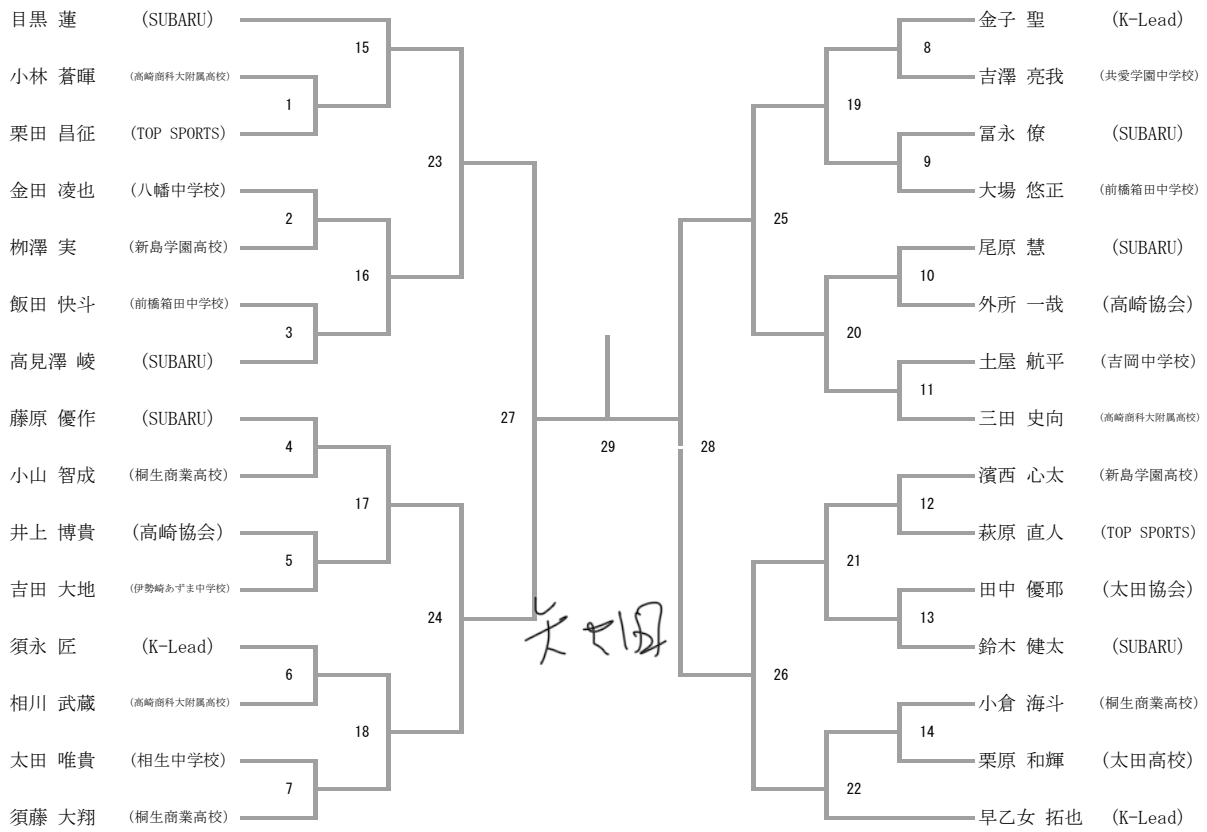 目黒 蓮 (SUBARU)
小林 蒼暉 (高崎商科大附属高校)
栗田 昌征 (TOP SPORTS)
金田 凌也 (八幡中学校)
栁澤 実 (新島学園高校)
飯田 快斗 (前橋箱田中学校)
高見澤 崚 (SUBARU)
藤原 優作 (SUBARU)
小山 智成 (桐生商業高校)
井上 博貴 (高崎協会)
吉田 大地 (伊勢崎あずま中学校)
須永 匠 (K-Lead)
相川 武蔵 (高崎商科大附属高校)
太田 唯貴 (相生中学校)
須藤 大翔 (桐生商業高校)
15
1
2
16
3
4
17
5
6
18
7
23
24
27
29
28
25
26
19
20
21
22
8
9
10
11
12
13
14
金子 聖 (K-Lead)
吉澤 亮我 (共愛学園中学校)
冨永 僚 (SUBARU)
大場 悠正 (前橋箱田中学校)
尾原 慧 (SUBARU)
外所 一哉 (高崎協会)
土屋 航平 (吉岡中学校)
三田 史向 (高崎商科大附属高校)
濱西 心太 (新島学園高校)
萩原 直人 (TOP SPORTS)
田中 優耶 (太田協会)
鈴木 健太 (SUBARU)
小倉 海斗 (桐生商業高校)
栗原 和輝 (太田高校)
早乙女 拓也 (K-Lead)